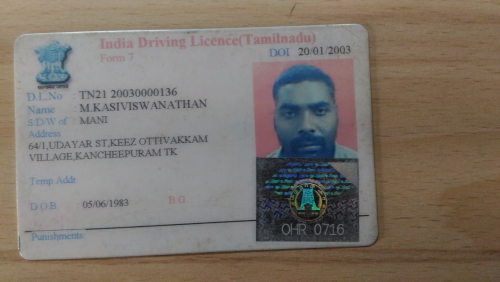 India Driving Licence(Tamilnadu)
Form 7
DOI 20/01/2003
D.L.No : TN21 20030000136
Name : M.KASIVISWANATHAN
S/D/W of : MANI
Address
64/1,UDAYAR ST,KEEZ OTTIVAKKAM
VILLAGE,KANCHEEPURAM TK
Temp.Addr
D.O.B 05/06/1983 B.G.
Punishments:
OHR 0716